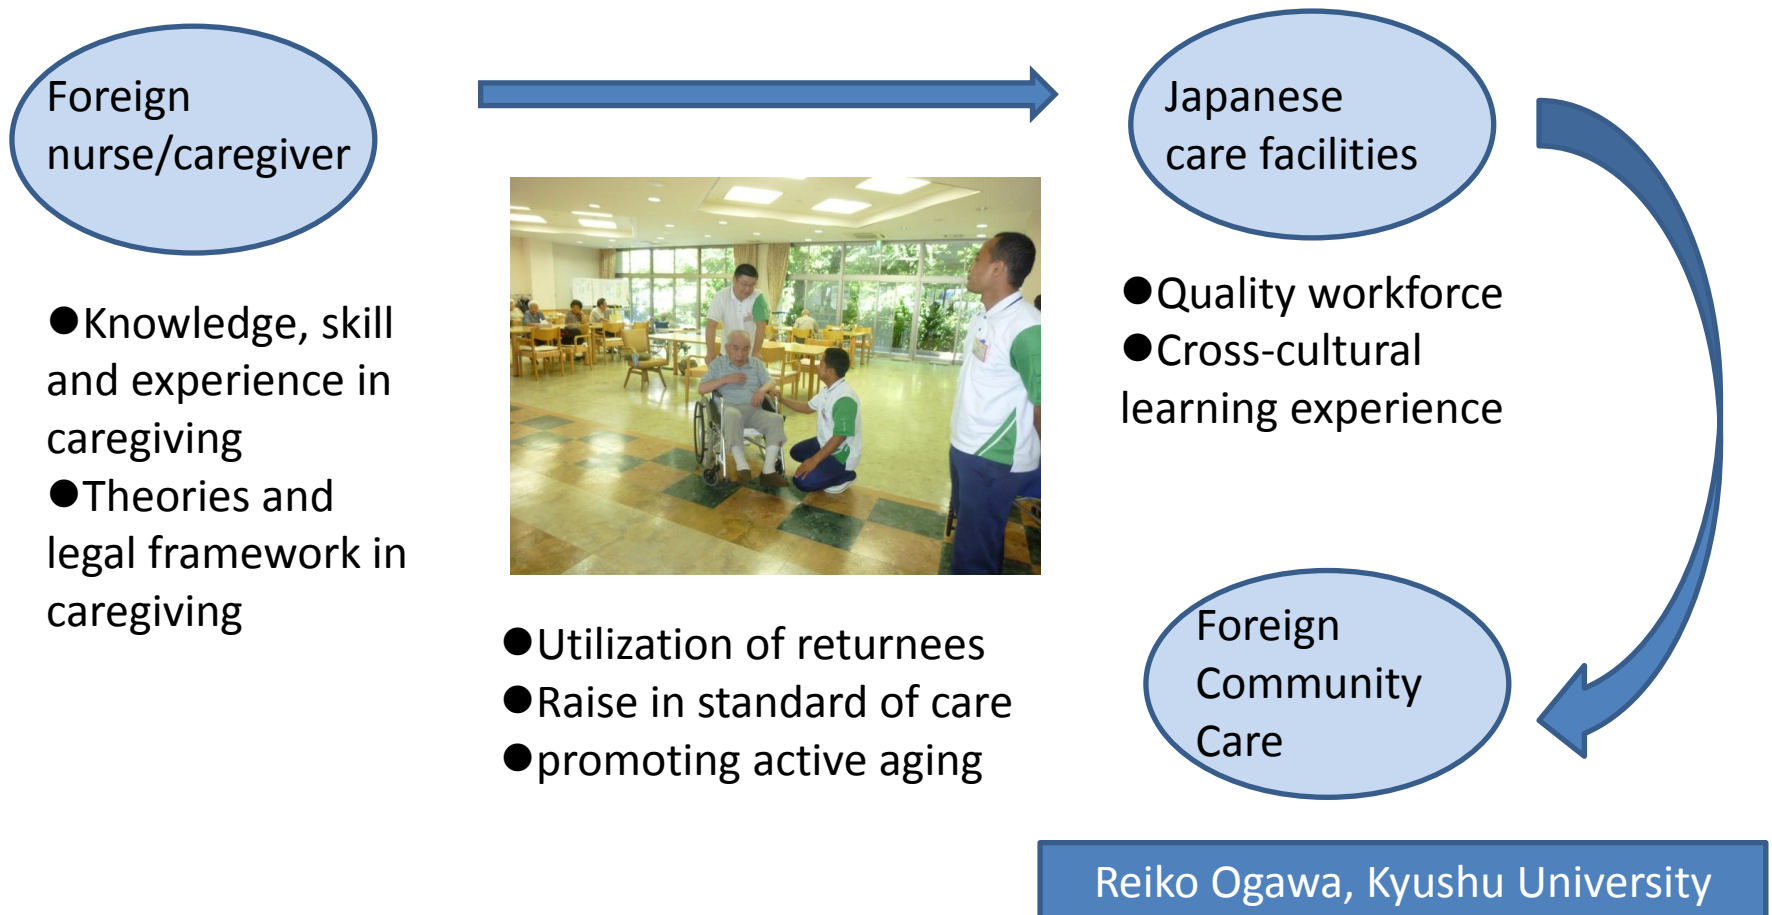 Foreign
nurse/caregiver
●Knowledge, skill
and experience in
caregiving
●Theories and
legal framework in
caregiving
Japanese
care facilities
●Quality workforce
●Cross-cultural
learning experience
●Utilization of returnees
●Raise in standard of care
●promoting active aging
Foreign
Community
Care
Reiko Ogawa, Kyushu University